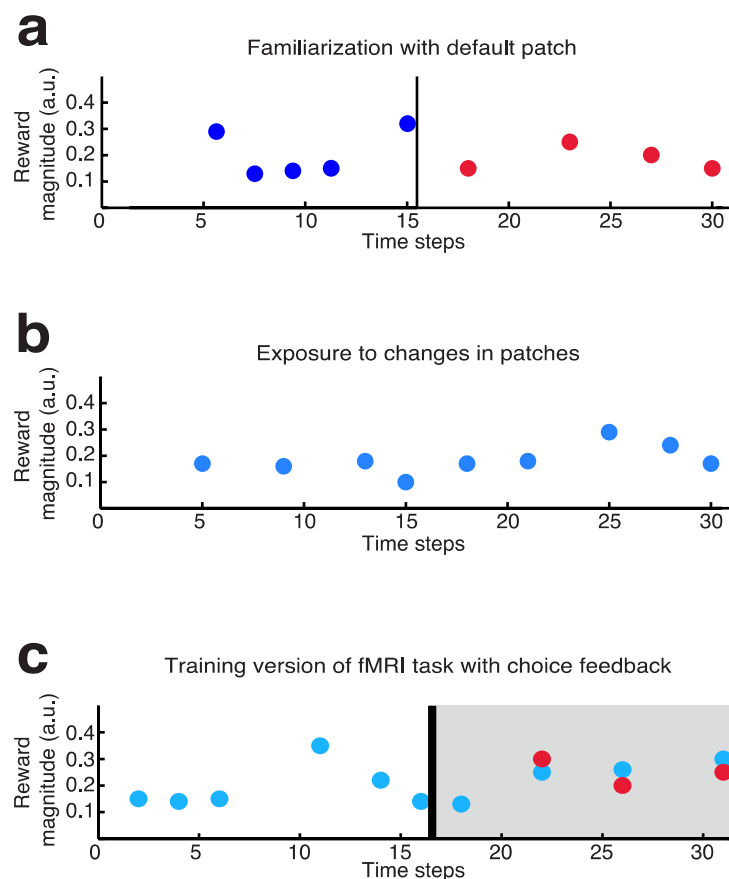 a
Familiarization with default patch
Reward
magnitude (a.u.)
0.4
0.3
0.2
0.1
0 5 10 15 20 25 30
Time steps
b
Exposure to changes in patches
Reward
magnitude (a.u.)
0.4
0.3
0.2
0.1
0 5 10 15 20 25 30
Time steps
c
Training version of fMRI task with choice feedback
Reward
magnitude (a.u.)
0.4
0.3
0.2
0.1
0 5 10 15 20 25 30
Time steps